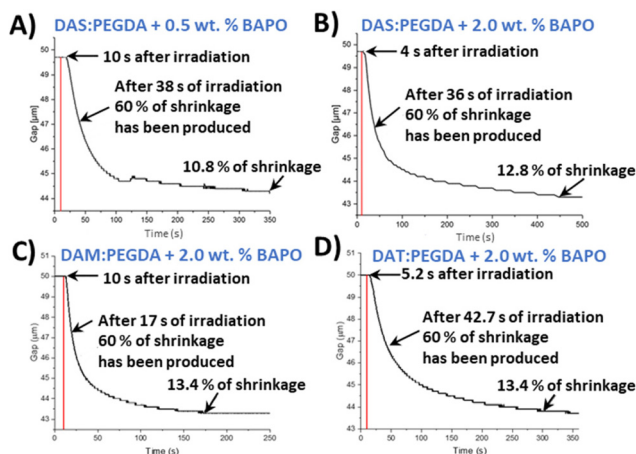 A)
DAS:PEGDA + 0.5 wt. % BAPO
10 s after irradiation
After 38 s of irradiation
60 % of shrinkage
has been produced
10.8 % of shrinkage
Gap [µm]
50
49
48
47
46
45
44
0 50 100 150 200 250 300 350
Time (s)
B)
DAS:PEGDA + 2.0 wt. % BAPO
4 s after irradiation
After 36 s of irradiation
60 % of shrinkage
has been produced
12.8 % of shrinkage
Gap [µm]
50
49
48
47
46
45
44
43
0 100 200 300 400 500
Time (s)
C)
DAM:PEGDA + 2.0 wt. % BAPO
10 s after irradiation
After 17 s of irradiation
60 % of shrinkage
has been produced
13.4 % of shrinkage
Gap (µm)
51
50
49
48
47
46
45
44
43
0 50 100 150 200 250
Time (s)
D)
DAT:PEGDA + 2.0 wt. % BAPO
5.2 s after irradiation
After 42.7 s of irradiation
60 % of shrinkage
has been produced
13.4 % of shrinkage
Gap (µm)
51
50
49
48
47
46
45
44
43
0 50 100 150 200 250 300 350
Time (s)